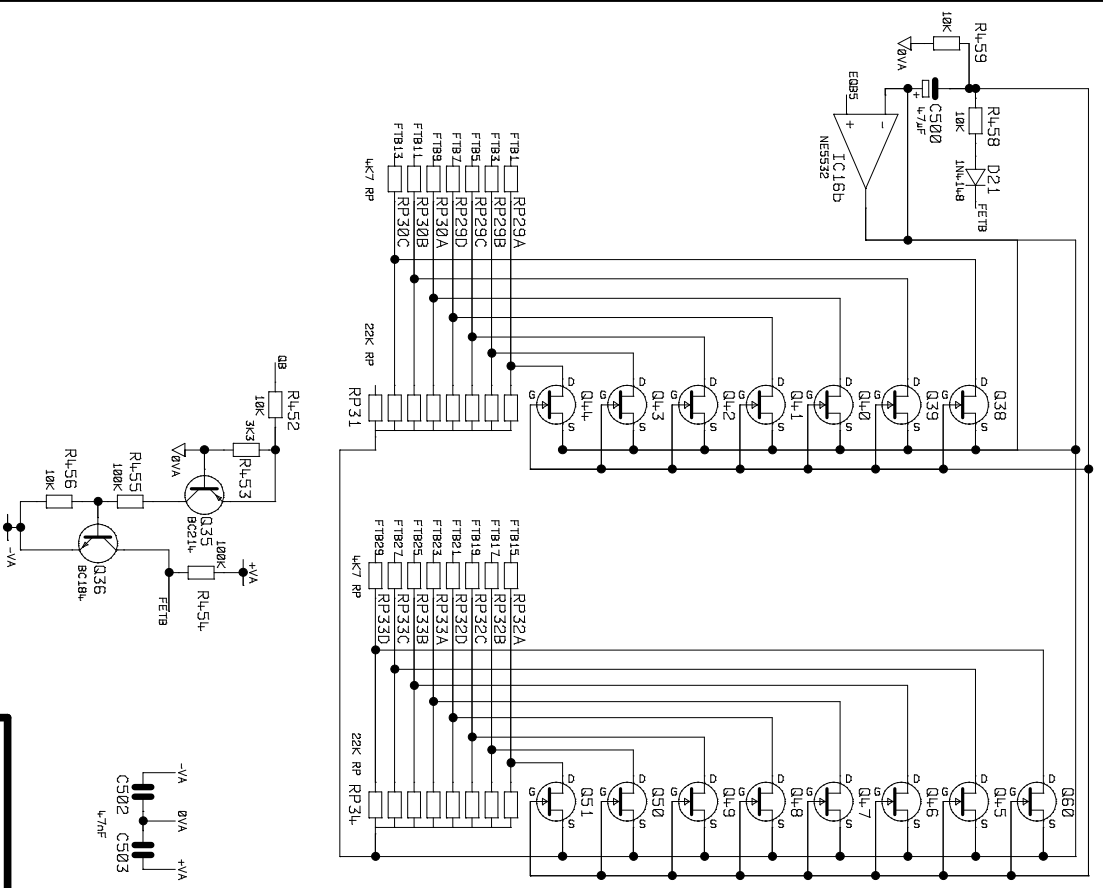 R459
10K
0VA
C500
47µF
+
R458
10K
D21
1N4148
FETB
EQB5
+
-
IC16b
NE5532
FTB1
FTB3
FTB5
FTB7
FTB9
FTB11
FTB13
4K7 RP
RP29A
RP29B
RP29C
RP29D
RP30A
RP30B
RP30C
22K RP
RP31
D
G
S
Q44
D
G
S
Q43
D
G
S
Q42
D
G
S
Q41
D
G
S
Q40
D
G
S
Q39
D
G
S
Q38
QB
R452
10K
3K3
R453
0VA
Q35
BC214
R455
100K
R456
10K
Q36
BC184
-VA
100K
R454
+VA
FETB
FTB15
FTB17
FTB19
FTB21
FTB23
FTB25
FTB27
FTB29
4K7 RP
RP32A
RP32B
RP32C
RP32D
RP33A
RP33B
RP33C
RP33D
22K RP
RP34
D
G
S
Q51
D
G
S
Q50
D
G
S
Q49
D
G
S
Q48
D
G
S
Q47
D
G
S
Q46
D
G
S
Q45
D
G
S
Q60
-VA
0VA
+VA
C502
C503
47nF